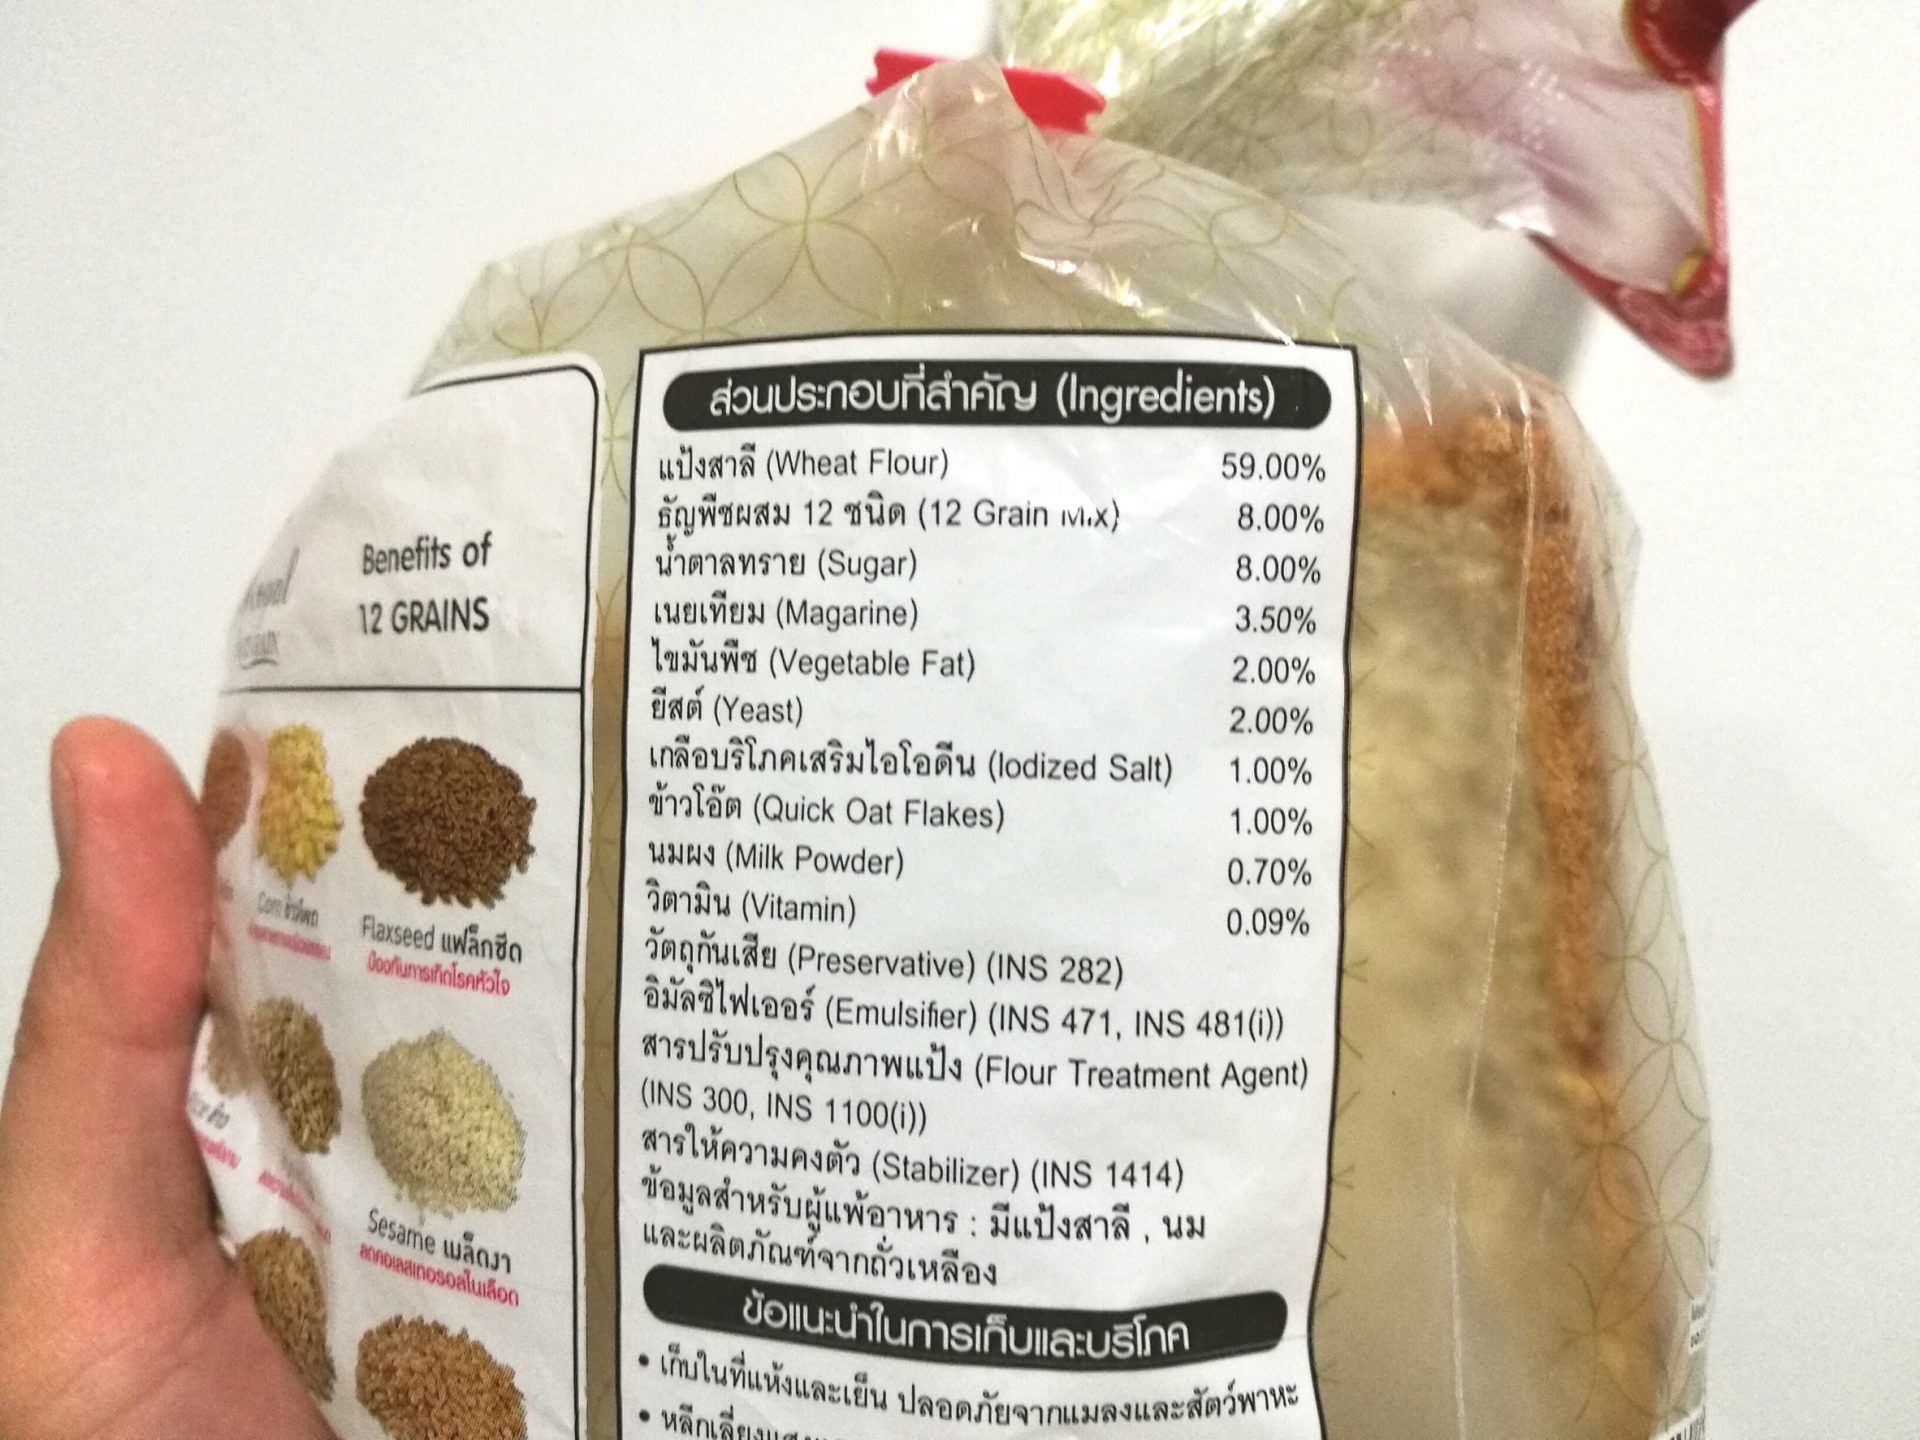 Benefits of
12 GRAINS
Flaxseed แฟล็กซีด
ป้องกันการเกิดโรคหัวใจ
Corn ข้าวโพด
Sesame เมล็ดงา
ลดคอเลสเตอรอลในเลือด
ส่วนประกอบที่สำคัญ (Ingredients)
แป้งสาลี (Wheat Flour) 59.00%
ธัญพืชผสม 12 ชนิด (12 Grain Mix) 8.00%
น้ำตาลทราย (Sugar) 8.00%
เนยเทียม (Magarine) 3.50%
ไขมันพืช (Vegetable Fat) 2.00%
ยีสต์ (Yeast) 2.00%
เกลือบริโภคเสริมไอโอดีน (Iodized Salt) 1.00%
ข้าวโอ๊ต (Quick Oat Flakes) 1.00%
นมผง (Milk Powder) 0.70%
วิตามิน (Vitamin) 0.09%
วัตถุกันเสีย (Preservative) (INS 282)
อิมัลซิไฟเออร์ (Emulsifier) (INS 471, INS 481(i))
สารปรับปรุงคุณภาพแป้ง (Flour Treatment Agent)
(INS 300, INS 1100(i))
สารให้ความคงตัว (Stabilizer) (INS 1414)
ข้อมูลสำหรับผู้แพ้อาหาร : มีแป้งสาลี , นม
และผลิตภัณฑ์จากถั่วเหลือง
ข้อแนะนำในการเก็บและบริโภค
• เก็บในที่แห้งและเย็น ปลอดภัยจากแมลงและสัตว์พาหะ